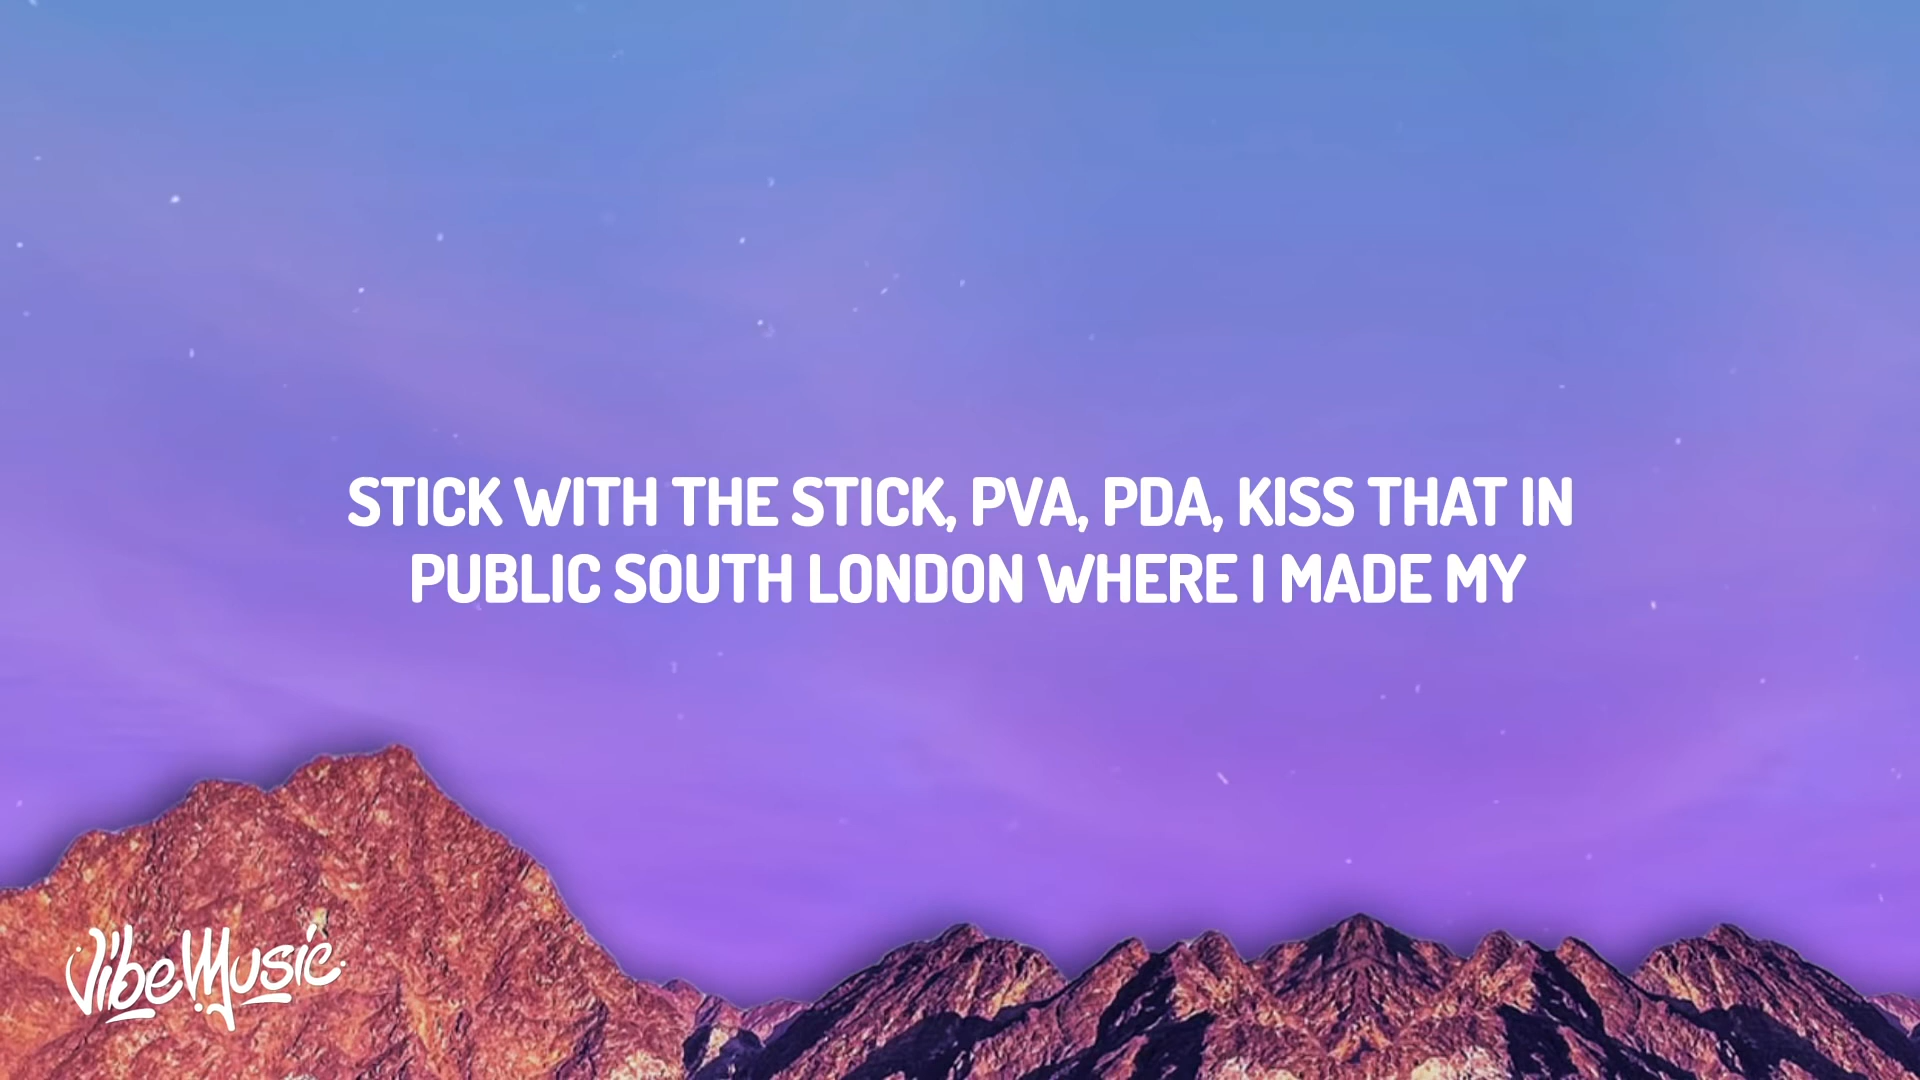 STICK WITH THE STICK, PVA, PDA, KISS THAT IN
PUBLIC SOUTH LONDON WHERE I MADE MY
VibeMusic